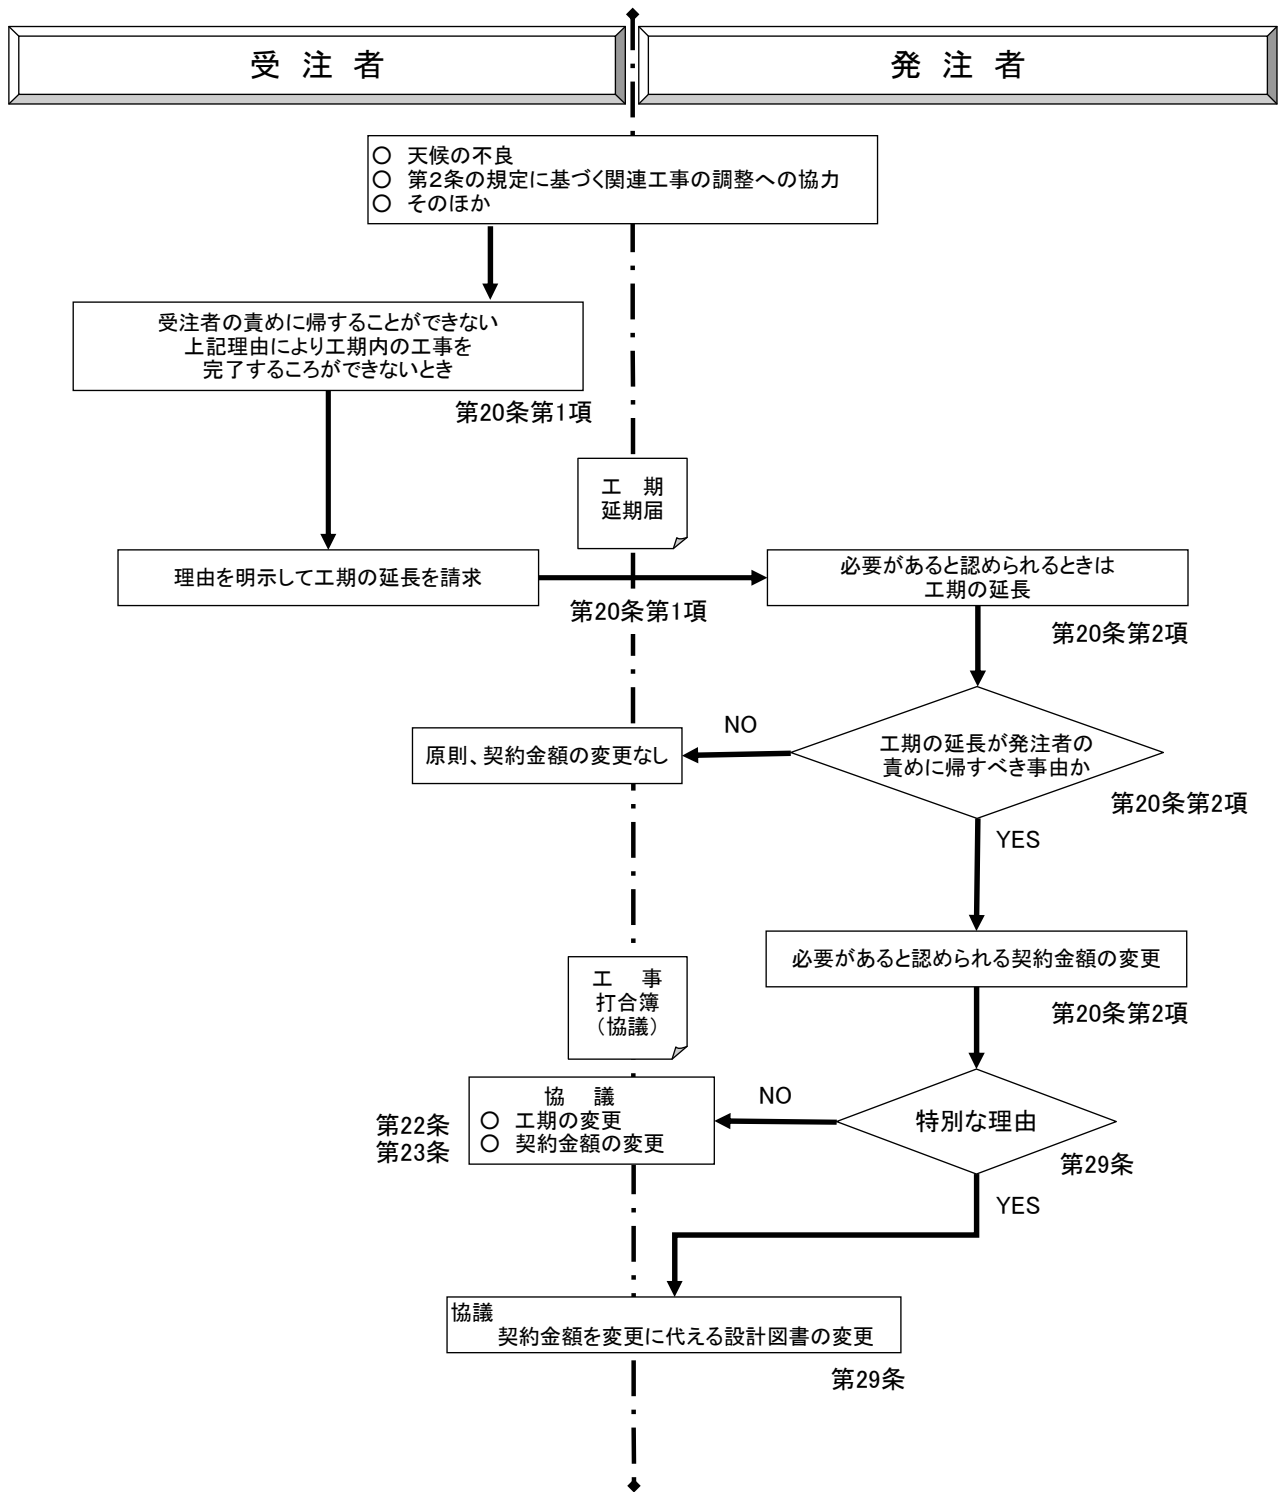 受 注 者
発 注 者
○ 天候の不良
○ 第2条の規定に基づく関連工事の調整への協力
○ そのほか
受注者の責めに帰することができない
上記理由により工期内の工事を
完了するころができないとき
第20条第1項
工 期
延期届
理由を明示して工期の延長を請求
第20条第1項
必要があると認められるときは
工期の延長
第20条第2項
NO
原則、契約金額の変更なし
工期の延長が発注者の
責めに帰すべき事由か
第20条第2項
YES
必要があると認められる契約金額の変更
第20条第2項
工 事
打合簿
(協議)
第22条
第23条
協 議
○ 工期の変更
○ 契約金額の変更
NO
特別な理由
第29条
YES
協議
契約金額を変更に代える設計図書の変更
第29条